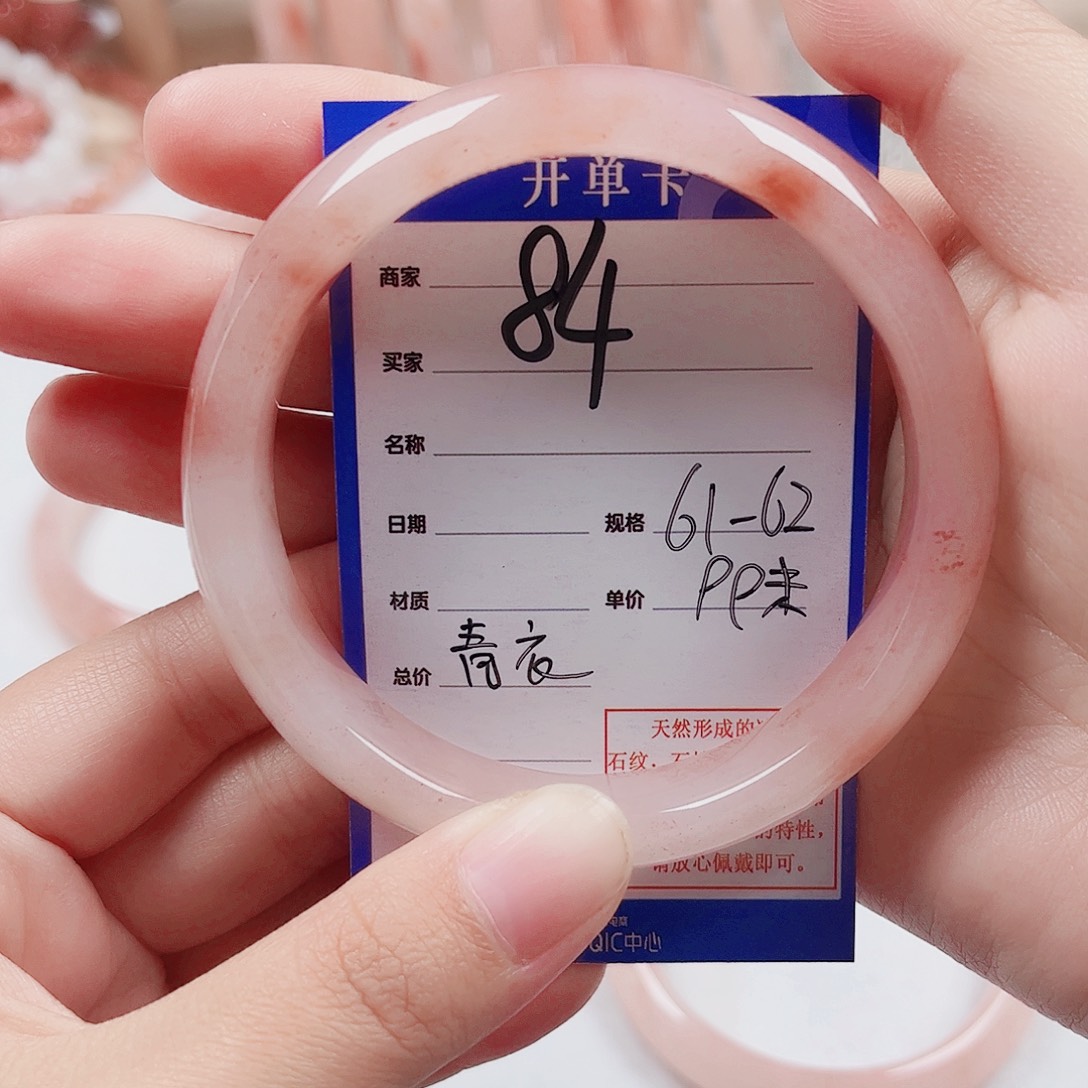 开单卡
商家 84
买家
名称
日期 规格 61-62
材质 单价 PP未
总价 青衣
天然形成的
石纹、石
的特性，
请放心佩戴即可。
QIC中心